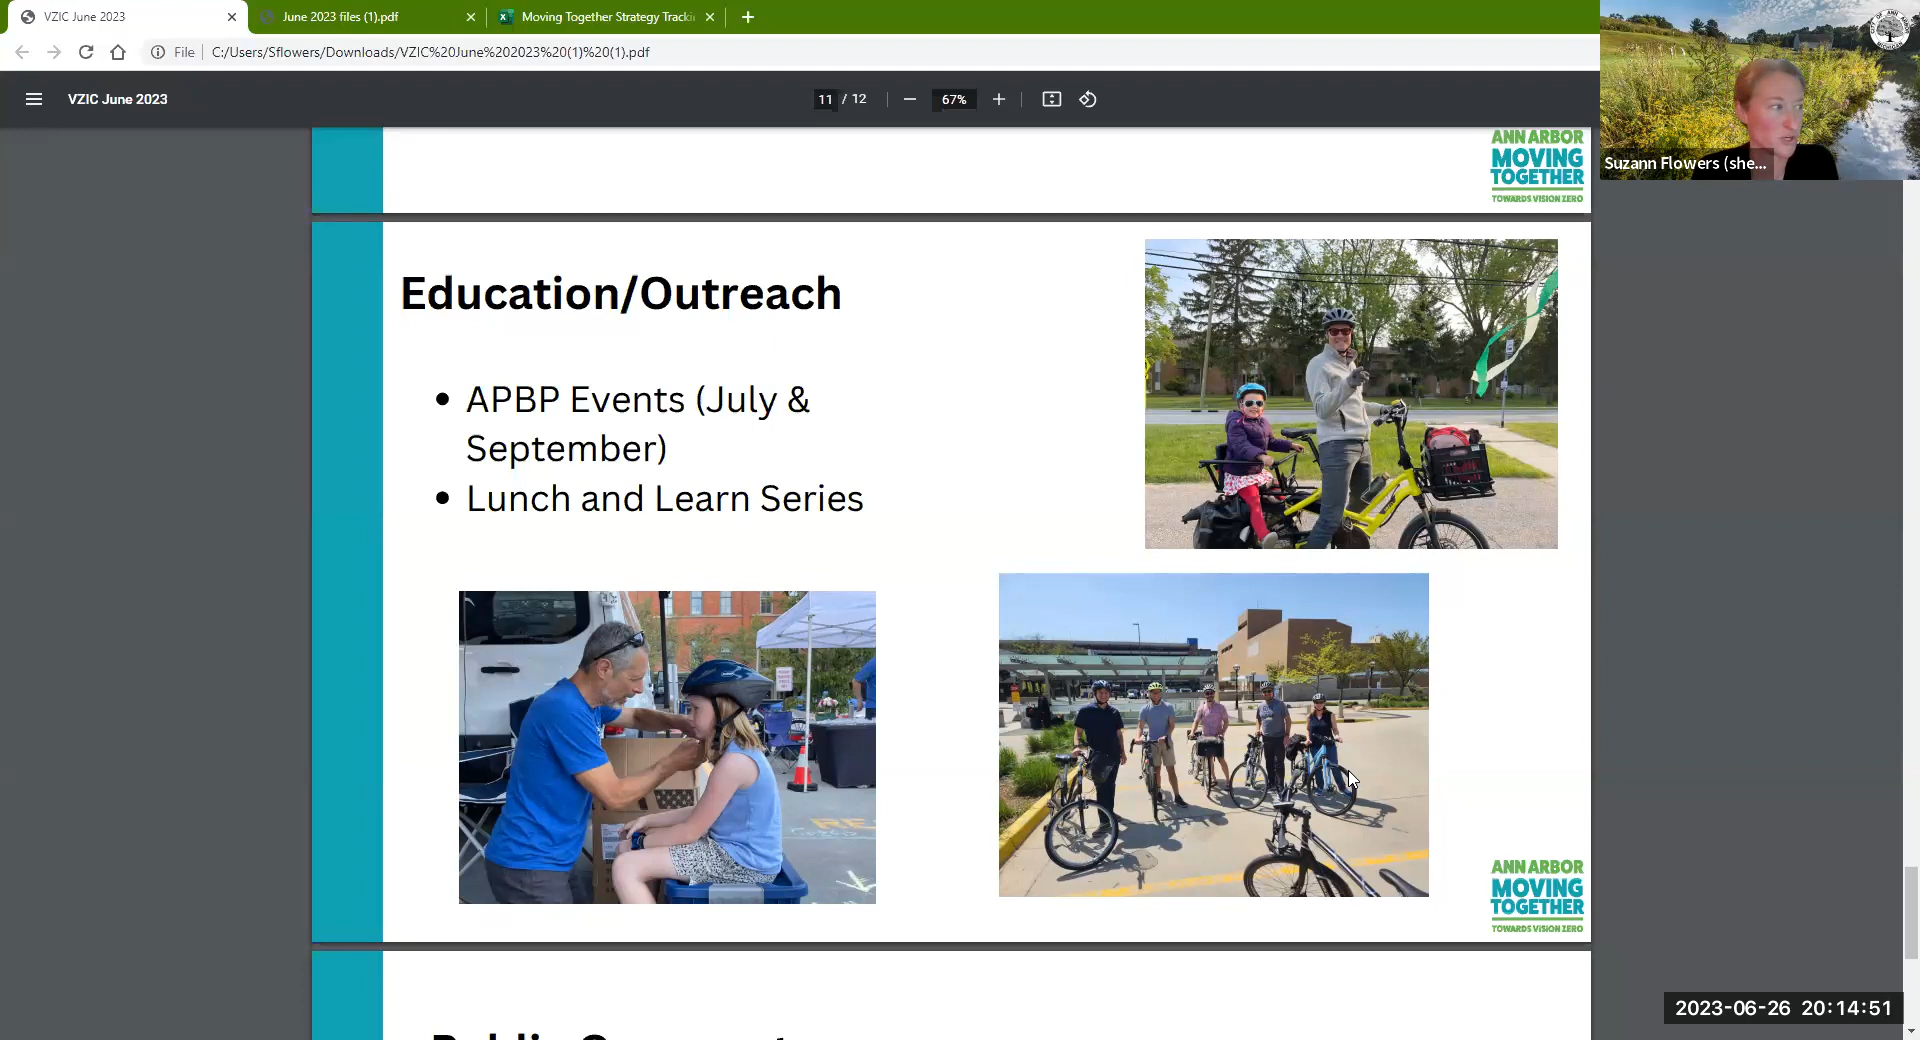 VZIC June 2023
June 2023 files (1).pdf
Moving Together Strategy Tracki
File
C:/Users/Sflowers/Downloads/VZIC%20June%202023%20(1)%20(1).pdf
VZIC June 2023
11 / 12
67%
Suzann Flowers (she...
ANN ARBOR
MOVING
TOGETHER
TOWARDS VISION ZERO
Education/Outreach
• APBP Events (July &
September)
• Lunch and Learn Series
ANN ARBOR
MOVING
TOGETHER
TOWARDS VISION ZERO
2023-06-26 20:14:51